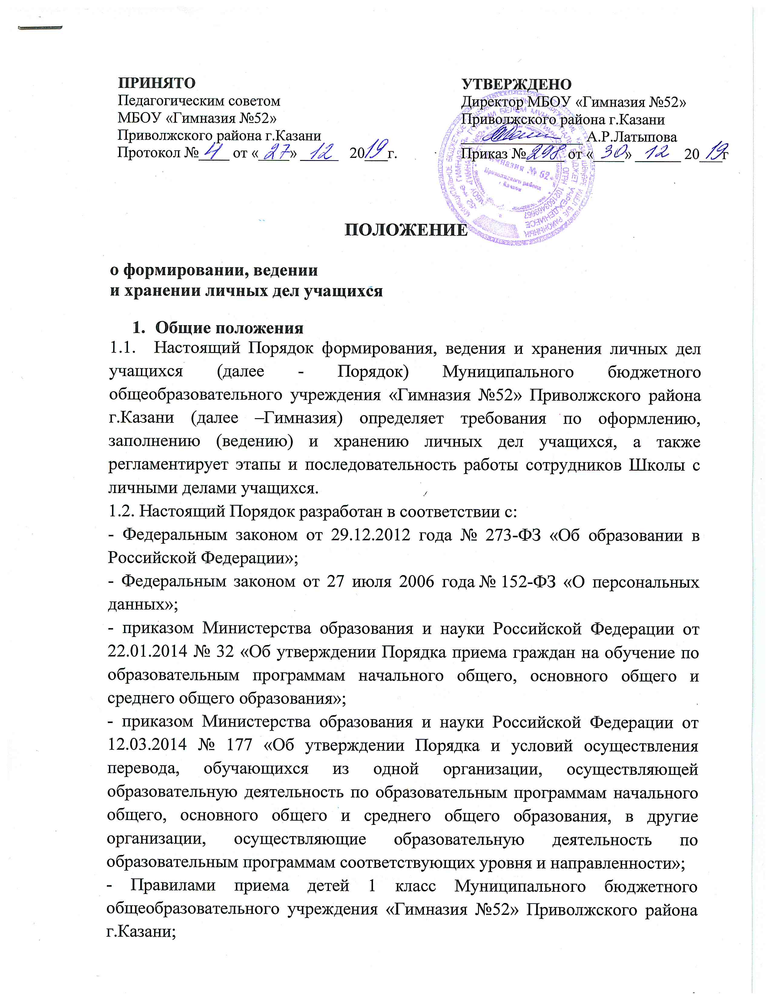 ПРИНЯТО
Педагогическим советом
МБОУ «Гимназия №52»
Приволжского района г.Казани
Протокол № 4 от «27» 12 2019 г.
УТВЕРЖДЕНО
Директор МБОУ «Гимназия №52»
Приволжского района г.Казани
А.Р.Латыпова
Приказ № 298 от «30» 12 2019 г
ПОЛОЖЕНИЕ
о формировании, ведении
и хранении личных дел учащихся
1. Общие положения
1.1. Настоящий Порядок формирования, ведения и хранения личных дел
учащихся (далее - Порядок) Муниципального бюджетного
общеобразовательного учреждения «Гимназия №52» Приволжского района
г.Казани (далее –Гимназия) определяет требования по оформлению,
заполнению (ведению) и хранению личных дел учащихся, а также
регламентирует этапы и последовательность работы сотрудников Школы с
личными делами учащихся.
1.2. Настоящий Порядок разработан в соответствии с:
- Федеральным законом от 29.12.2012 года № 273-ФЗ «Об образовании в
Российской Федерации»;
- Федеральным законом от 27 июля 2006 года № 152-ФЗ «О персональных
данных»;
- приказом Министерства образования и науки Российской Федерации от
22.01.2014 № 32 «Об утверждении Порядка приема граждан на обучение по
образовательным программам начального общего, основного общего и
среднего общего образования»;
- приказом Министерства образования и науки Российской Федерации от
12.03.2014 № 177 «Об утверждении Порядка и условий осуществления
перевода, обучающихся из одной организации, осуществляющей
образовательную деятельность по образовательным программам начального
общего, основного общего и среднего общего образования, в другие
организации, осуществляющие образовательную деятельность по
образовательным программам соответствующих уровня и направленности»;
- Правилами приема детей 1 класс Муниципального бюджетного
общеобразовательного учреждения «Гимназия №52» Приволжского района
г.Казани;